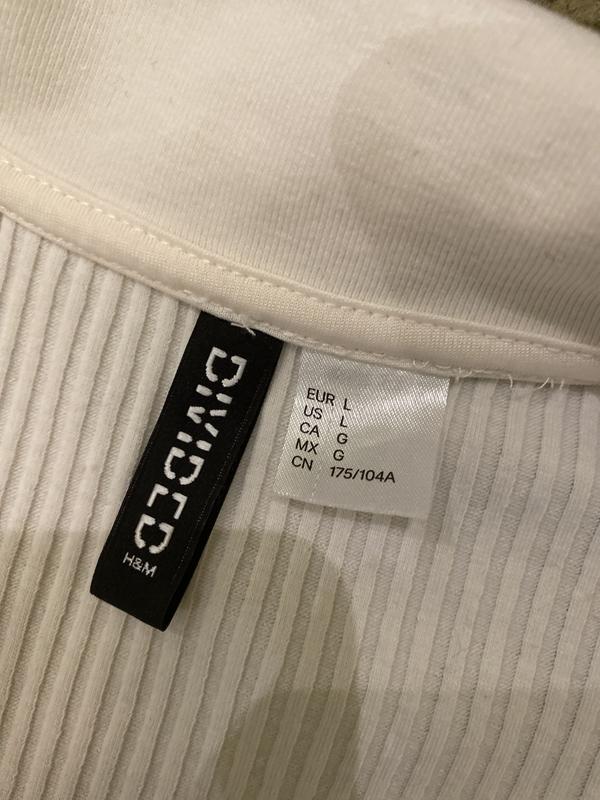 DIVIDED
H&M
EUR L
US L
CA G
MX G
CN 175/104A